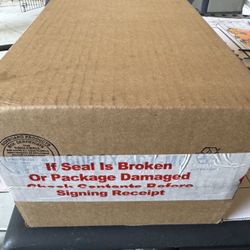 If Seal Is Broken
Or Package Damaged
Check Contents Before
Signing Receipt